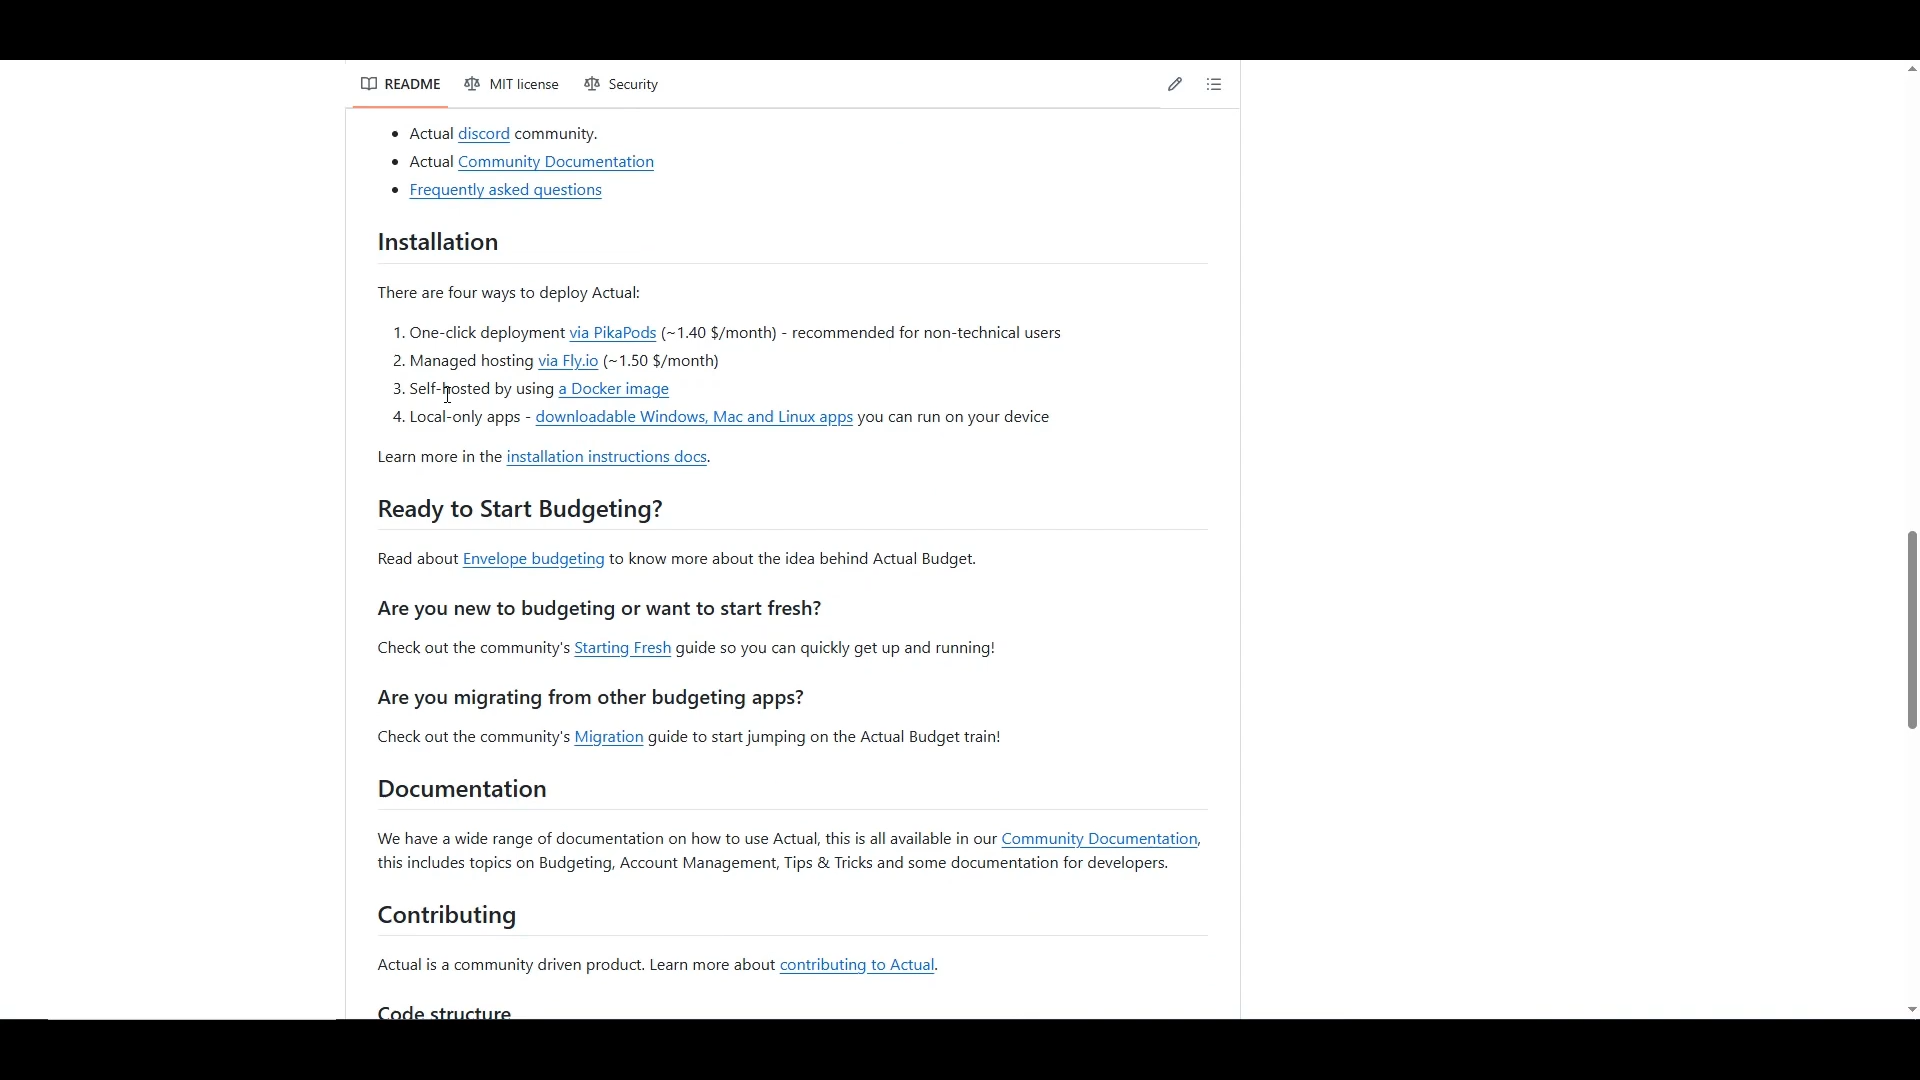 README MIT license Security
Actual discord community.
Actual Community Documentation
Frequently asked questions
Installation
There are four ways to deploy Actual:
1. One-click deployment via PikaPods (~1.40 $/month) - recommended for non-technical users
2. Managed hosting via Fly.io (~1.50 $/month)
3. Self-hosted by using a Docker image
4. Local-only apps - downloadable Windows, Mac and Linux apps you can run on your device
Learn more in the installation instructions docs.
Ready to Start Budgeting?
Read about Envelope budgeting to know more about the idea behind Actual Budget.
Are you new to budgeting or want to start fresh?
Check out the community's Starting Fresh guide so you can quickly get up and running!
Are you migrating from other budgeting apps?
Check out the community's Migration guide to start jumping on the Actual Budget train!
Documentation
We have a wide range of documentation on how to use Actual, this is all available in our Community Documentation,
this includes topics on Budgeting, Account Management, Tips & Tricks and some documentation for developers.
Contributing
Actual is a community driven product. Learn more about contributing to Actual.
Code structure